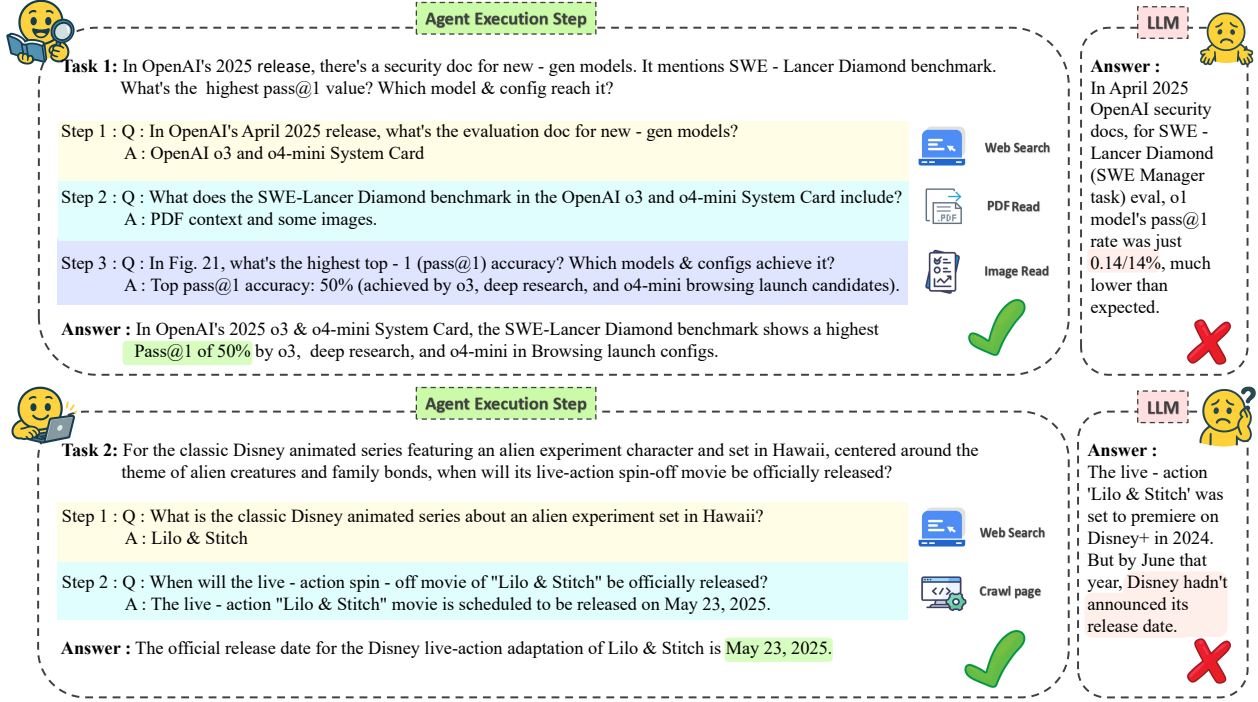 Agent Execution Step
Task 1: In OpenAI's 2025 release, there's a security doc for new - gen models. It mentions SWE - Lancer Diamond benchmark.
What's the highest pass@1 value? Which model & config reach it?
Step 1 : Q : In OpenAI's April 2025 release, what's the evaluation doc for new - gen models?
A : OpenAI o3 and o4-mini System Card
Web Search
Step 2 : Q : What does the SWE-Lancer Diamond benchmark in the OpenAI o3 and o4-mini System Card include?
A : PDF context and some images.
.PDF
PDF Read
Step 3 : Q : In Fig. 21, what's the highest top - 1 (pass@1) accuracy? Which models & configs achieve it?
A : Top pass@1 accuracy: 50% (achieved by o3, deep research, and o4-mini browsing launch candidates).
Image Read
Answer : In OpenAI's 2025 o3 & o4-mini System Card, the SWE-Lancer Diamond benchmark shows a highest
Pass@1 of 50% by o3, deep research, and o4-mini in Browsing launch configs.
LLM
Answer :
In April 2025
OpenAI security
docs, for SWE -
Lancer Diamond
(SWE Manager
task) eval, o1
model's pass@1
rate was just
0.14/14%, much
lower than
expected.
Agent Execution Step
Task 2: For the classic Disney animated series featuring an alien experiment character and set in Hawaii, centered around the
theme of alien creatures and family bonds, when will its live-action spin-off movie be officially released?
Step 1 : Q : What is the classic Disney animated series about an alien experiment set in Hawaii?
A : Lilo & Stitch
Web Search
Step 2 : Q : When will the live - action spin - off movie of "Lilo & Stitch" be officially released?
A : The live - action "Lilo & Stitch" movie is scheduled to be released on May 23, 2025.
</>
Crawl page
Answer : The official release date for the Disney live-action adaptation of Lilo & Stitch is May 23, 2025.
LLM
?
Answer :
The live - action
'Lilo & Stitch' was
set to premiere on
Disney+ in 2024.
But by June that
year, Disney hadn't
announced its
release date.